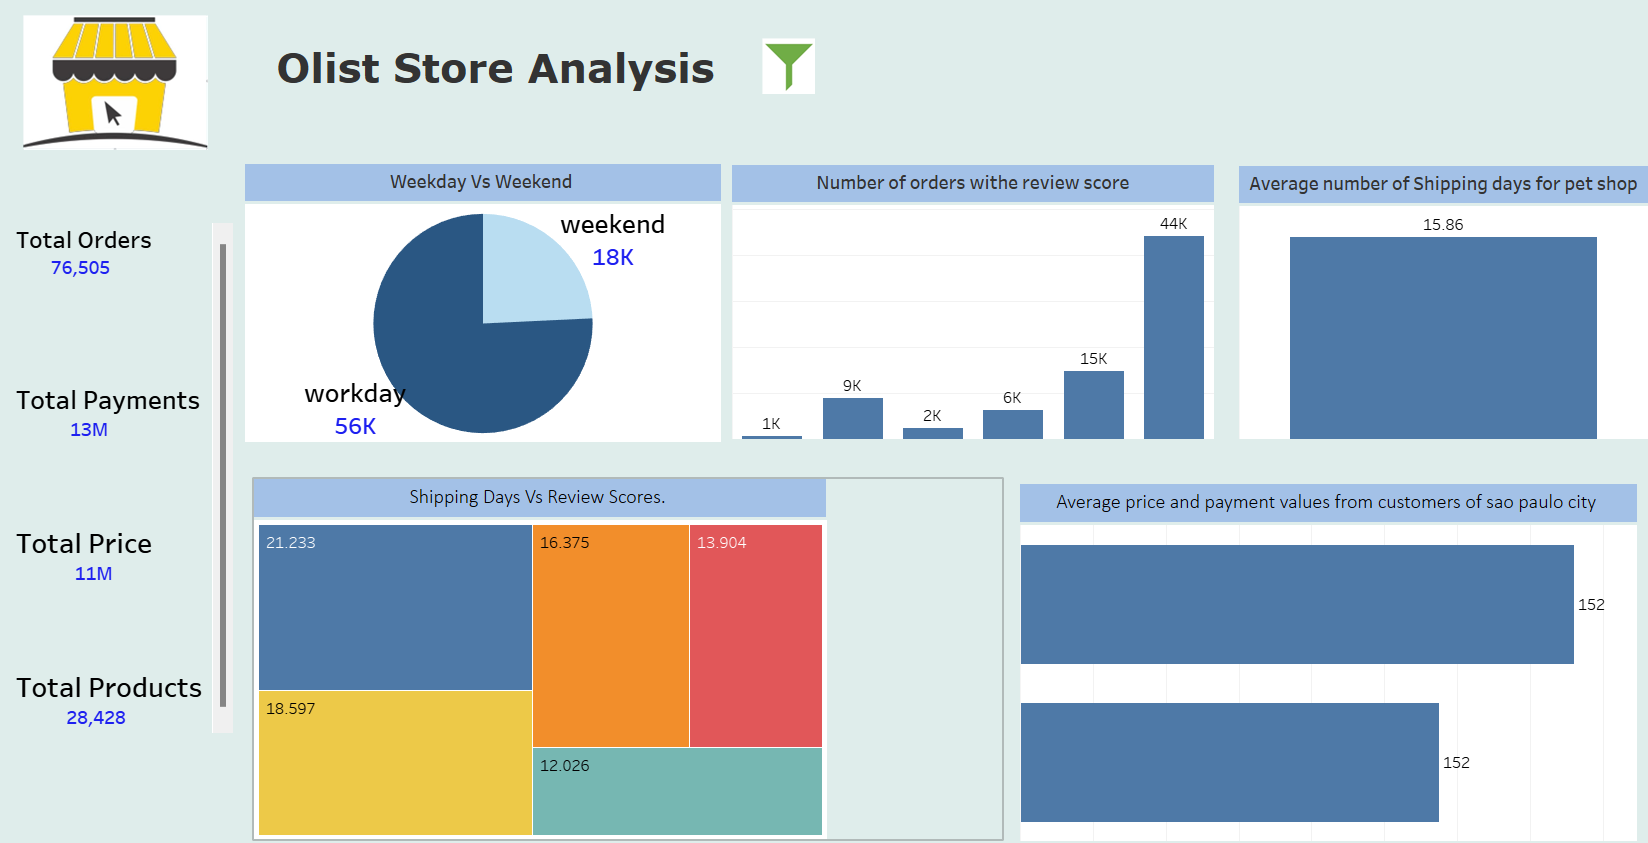 Olist Store Analysis
Total Orders
76,505
Total Payments
13M
Total Price
11M
Total Products
28,428
Weekday Vs Weekend
weekend
18K
workday
56K
Number of orders withe review score
1K
9K
2K
6K
15K
44K
Average number of Shipping days for pet shop
15.86
Shipping Days Vs Review Scores.
21.233
16.375
13.904
18.597
12.026
Average price and payment values from customers of sao paulo city
152
152